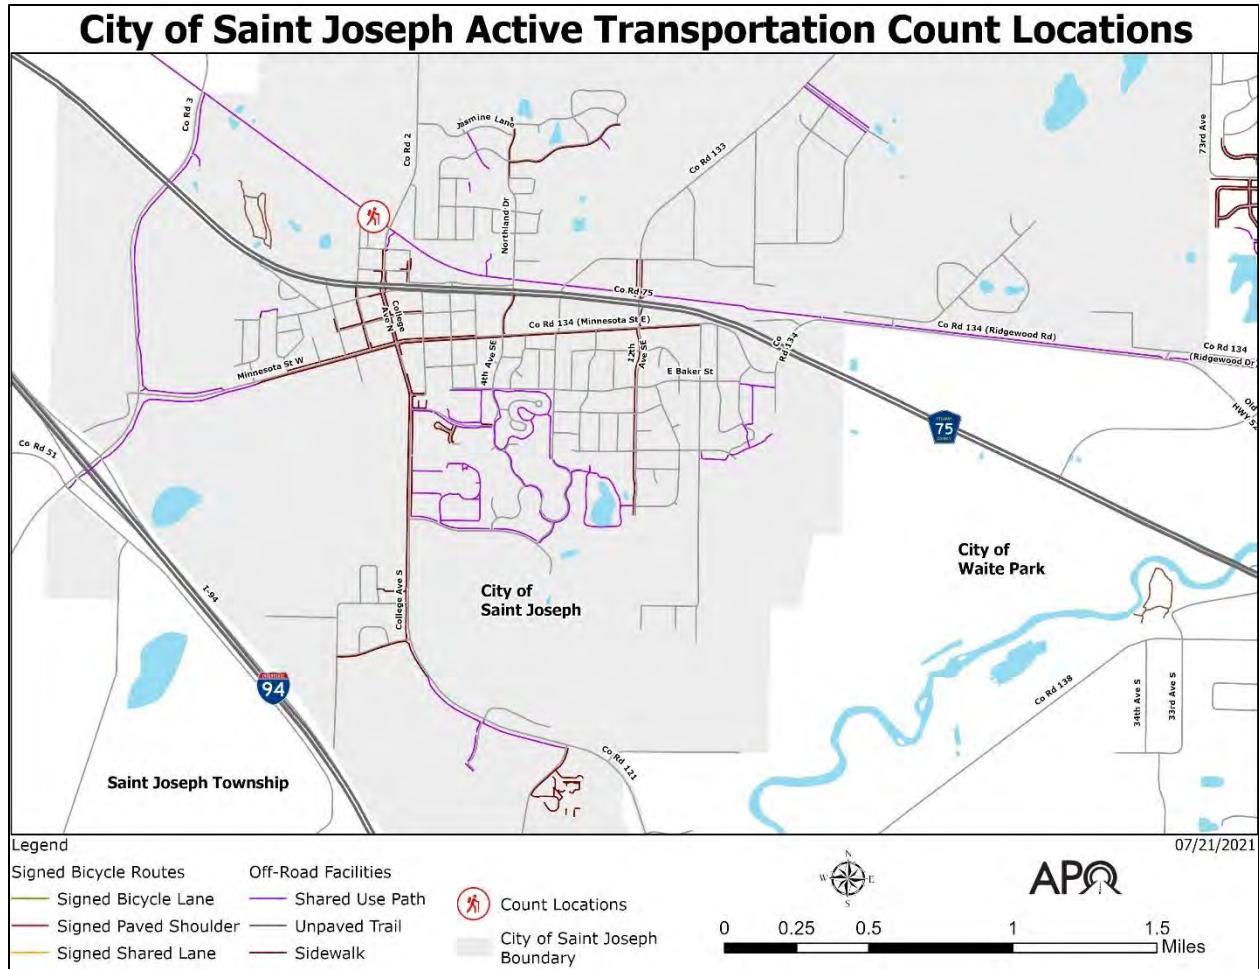 City of Saint Joseph Active Transportation Count Locations
Co Rd 3
Co Rd 2
Jasmine Lane
Co Rd 133
73rd Ave
Northland Dr
Co Rd 75
College
Ave N
Co Rd 134 (Minnesota St E)
Co Rd 134 (Ridgewood Rd)
Co Rd 134
(Ridgewood Dr)
Minnesota St W
4th Ave SE
12th
Ave SE
Co
Rd 134
E Baker St
Old
HWY 52
75
Co Rd 51
I-94
City of
Waite Park
City of
Saint Joseph
College Ave S
94
Co Rd 138
34th Ave S
33rd Ave S
Co Rd 121
Saint Joseph Township
Legend
07/21/2021
Signed Bicycle Routes
Signed Bicycle Lane
Signed Paved Shoulder
Signed Shared Lane
Off-Road Facilities
Shared Use Path
Unpaved Trail
Sidewalk
Count Locations
City of Saint Joseph
Boundary
N
W
E
S
APO
0 0.25 0.5 1 1.5
Miles